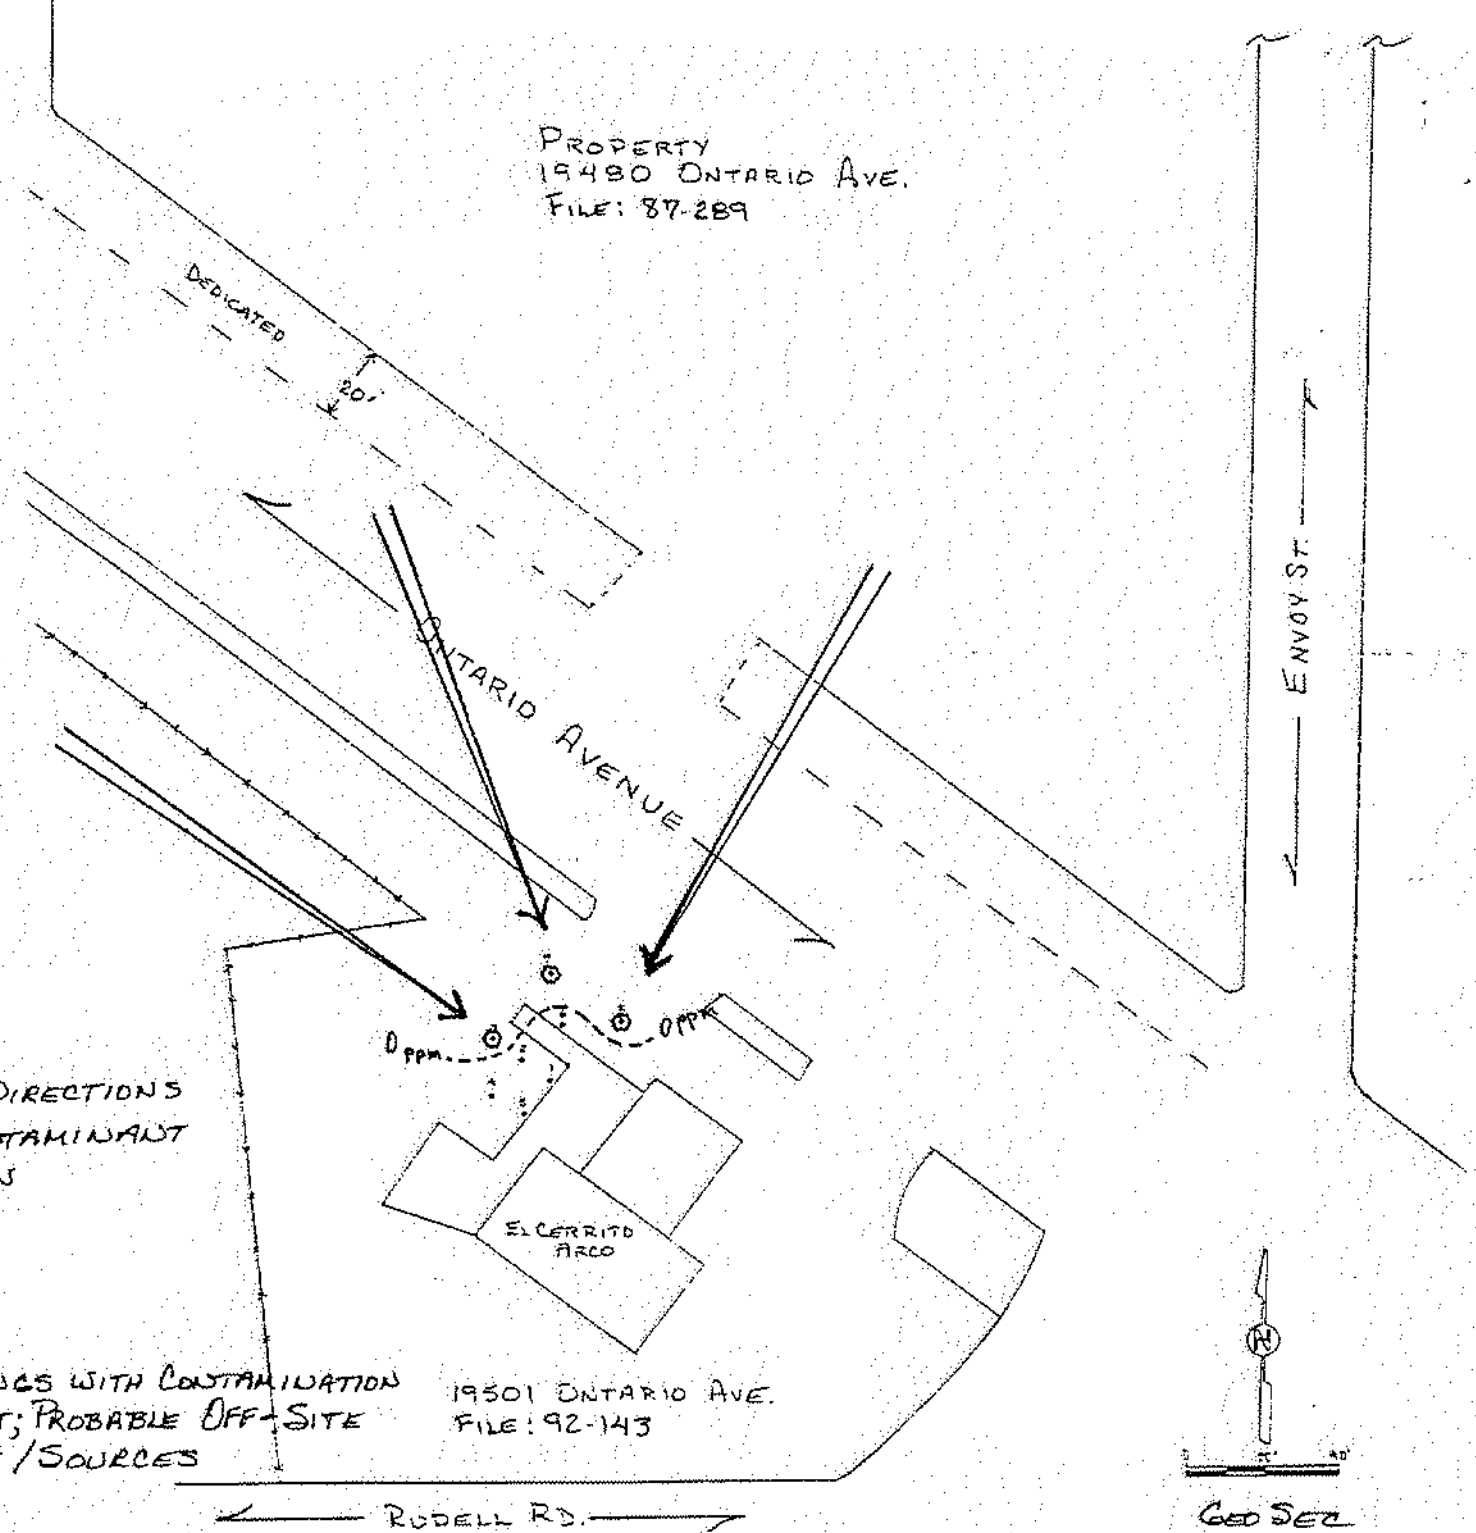 PROPERTY
19480 ONTARIO AVE.
FILE: 87-289
DEDICATED
20'
ONTARIO AVENUE
ENVOY ST.
0 ppm
0 ppm
DIRECTIONS
TAMINANT
S
EL CERRITO
ARCO
NGS WITH CONTAMINATION
T; PROBABLE OFF-SITE
/SOURCES
19501 ONTARIO AVE.
FILE: 92-143
N
40'
RUDELL RD.
GEO SEC